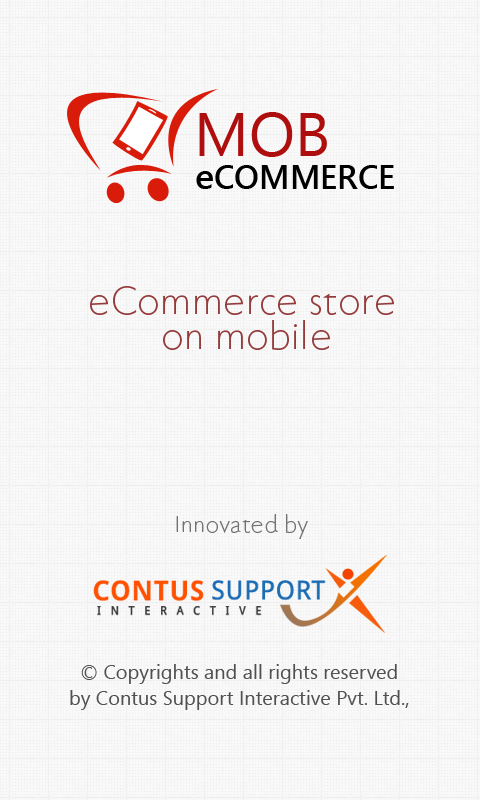 MOB
eCOMMERCE
eCommerce store
on mobile
Innovated by
CONTUS SUPPORT
INTERACTIVE
© Copyrights and all rights reserved
by Contus Support Interactive Pvt. Ltd.,